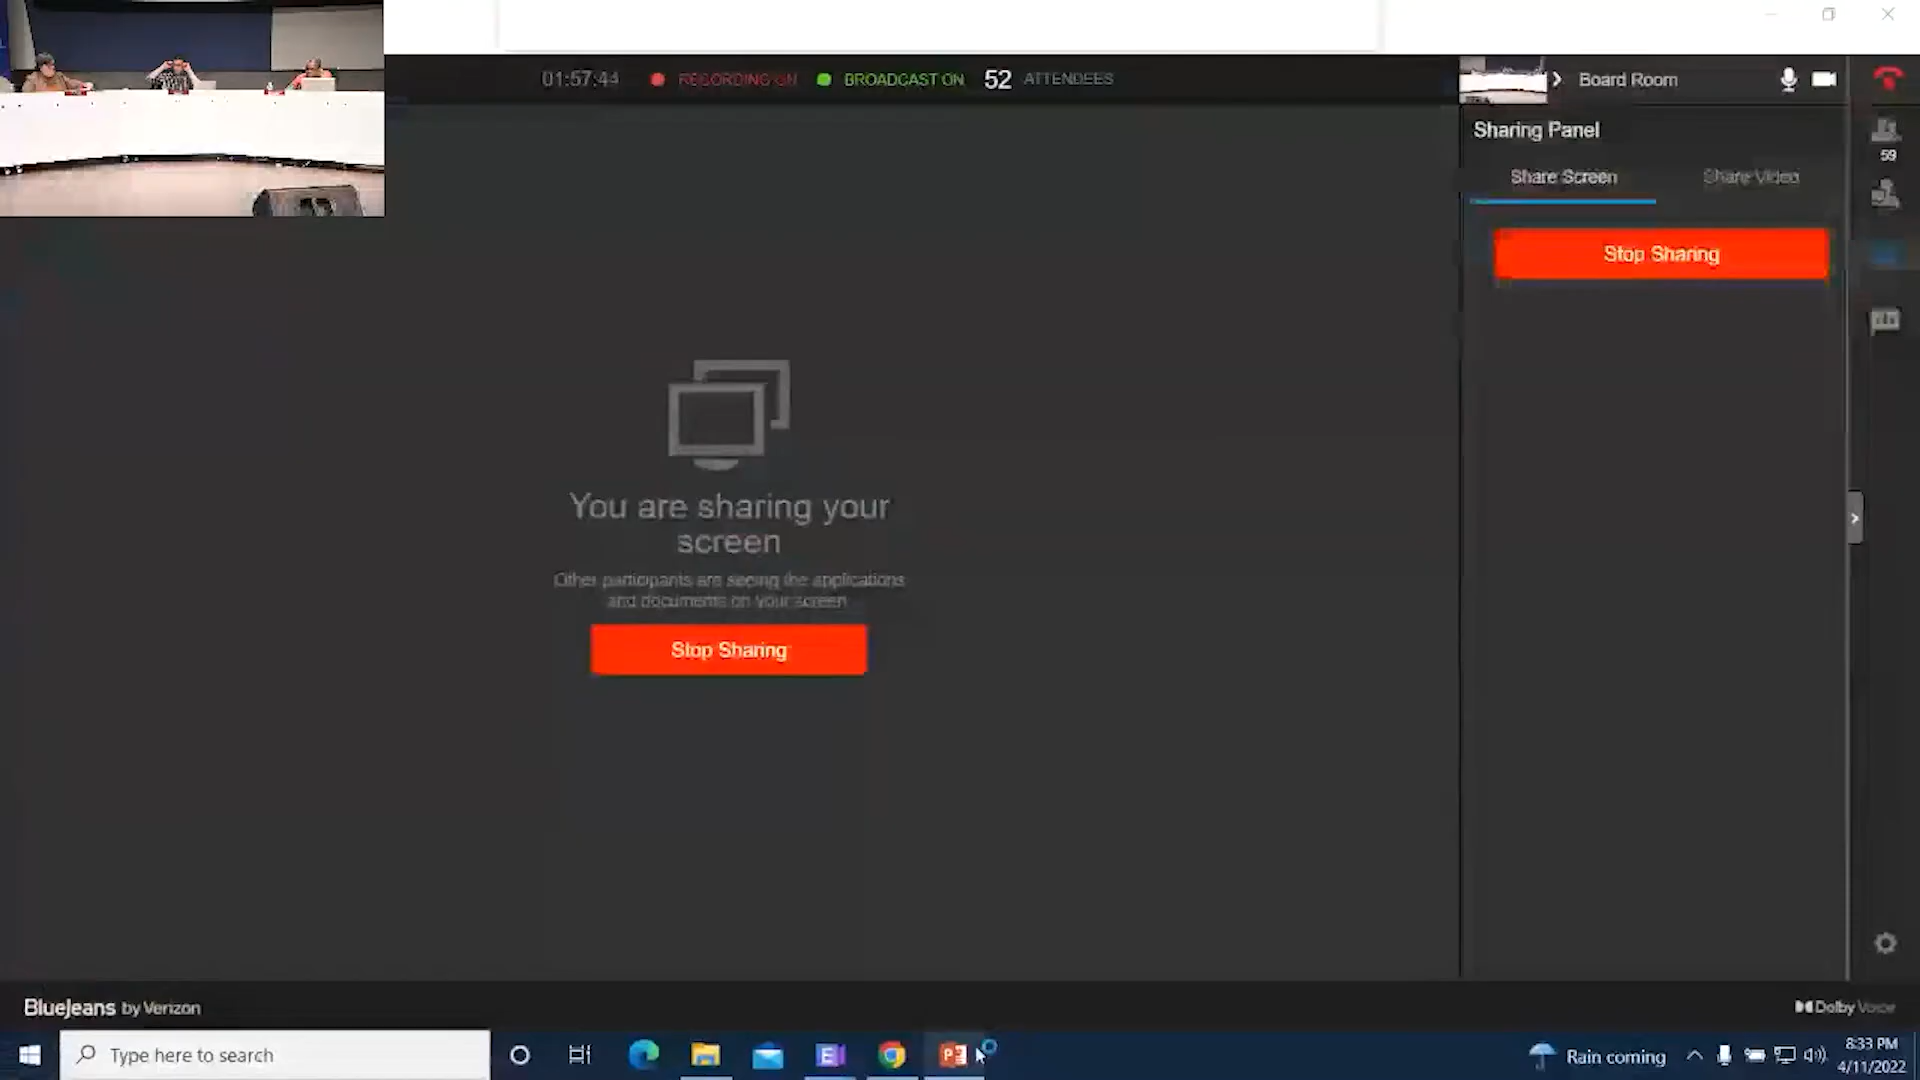 01:57:44 RECORDING ON BROADCAST ON 52 ATTENDEES
Board Room
Sharing Panel
59
Share Screen Share Video
Stop Sharing
You are sharing your
screen
Other participants are seeing the applications
and documents on your screen
Stop Sharing
BlueJeans by Verizon
Dolby Voice
Type here to search
Rain coming
8:33 PM
4/11/2022